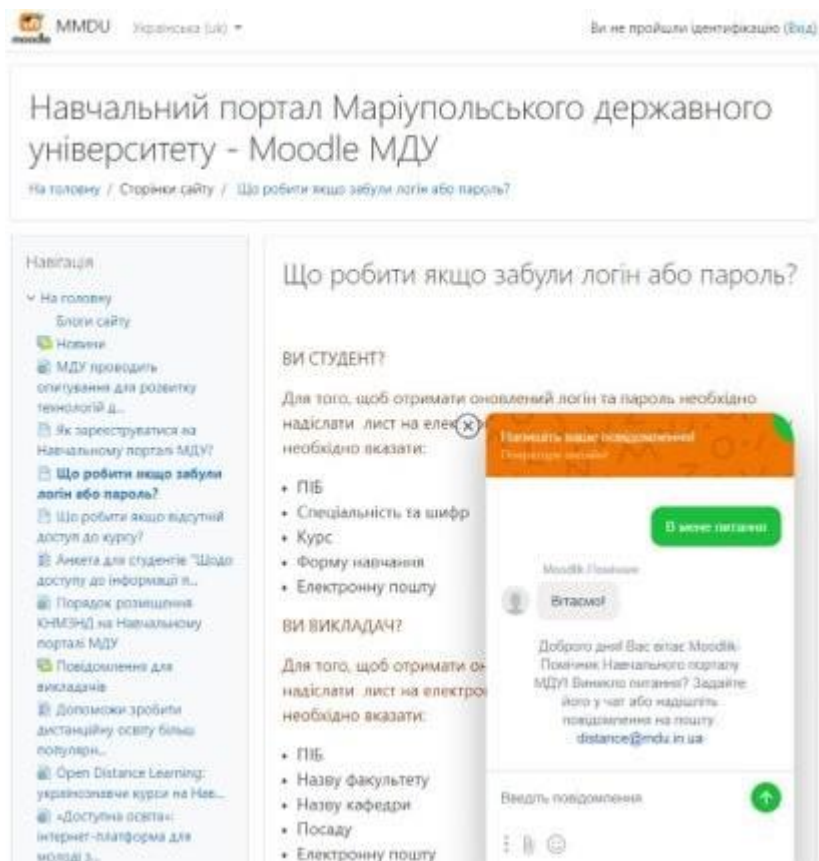 moodle
MMDU Українська (uk)
Ви не пройшли ідентифікацію (Вхід)
Навчальний портал Маріупольського державного
університету - Moodle МДУ
На головну / Сторінки сайту / Що робити якщо забули логін або пароль?
Навігація
На головну
Блоги сайту
Новини
МДУ проводить
опитування для розвитку
технологій д...
Як зареєструватися на
Навчальному порталі МДУ?
Що робити якщо забули
логін або пароль?
Що робити якщо відсутній
доступ до курсу?
Анкета для студентів "Щодо
доступу до інформації п...
Порядок розміщення
КНМЗНД на Навчальному
порталі МДУ
Повідомлення для
викладачів
Допоможи зробити
дистанційну освіту більш
популярн...
Open Distance Learning:
українознавчі курси на Нав...
«Доступна освіта»:
інтернет-платформа для
молоді з...
Що робити якщо забули логін або пароль?
ВИ СТУДЕНТ?
Для того, щоб отримати оновлений логін та пароль необхідно
надіслати лист на елек
необхідно вказати:
• ПІБ
• Спеціальність та шифр
• Курс
• Форму навчання
• Електронну пошту
ВИ ВИКЛАДАЧ?
Для того, щоб отримати он
надіслати лист на електро
необхідно вказати:
• ПІБ
• Назву факультету
• Назву кафедри
• Посаду
• Електронну пошту
Напишіть ваше повідомлення!
Оператори онлайн!
В мене питання
Moodlik-Помічник
Вітаємо!
Доброго дня! Вас вітає Moodlik-
Помічник Навчального порталу
МДУ! Виникло питання? Задайте
його у чат або надішліть
повідомлення на пошту
distance@mdu.in.ua
Введіть повідомлення